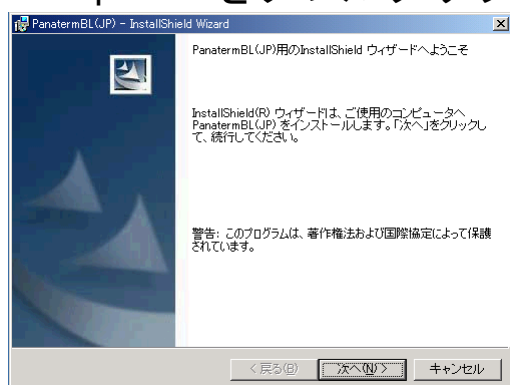 PanatermBL(JP) - InstallShield Wizard
PanatermBL(JP)用のInstallShield ウィザードへようこそ
InstallShield(R) ウィザードは、ご使用のコンピュータへ
PanatermBL(JP) をインストールします。「次へ」をクリックし
て、続行してください。
警告: このプログラムは、著作権法および国際協定によって保護
されています。
< 戻る(B) 次へ(N) > キャンセル